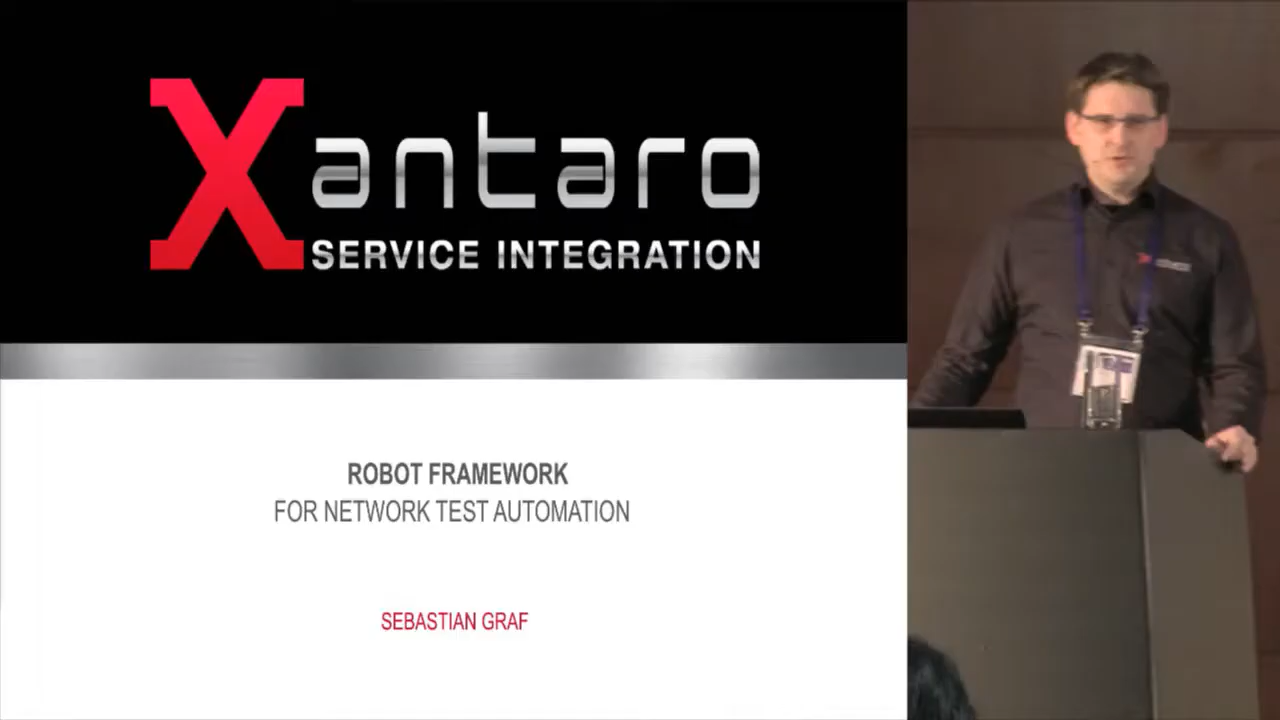 Xantaro
SERVICE INTEGRATION
ROBOT FRAMEWORK
FOR NETWORK TEST AUTOMATION
SEBASTIAN GRAF